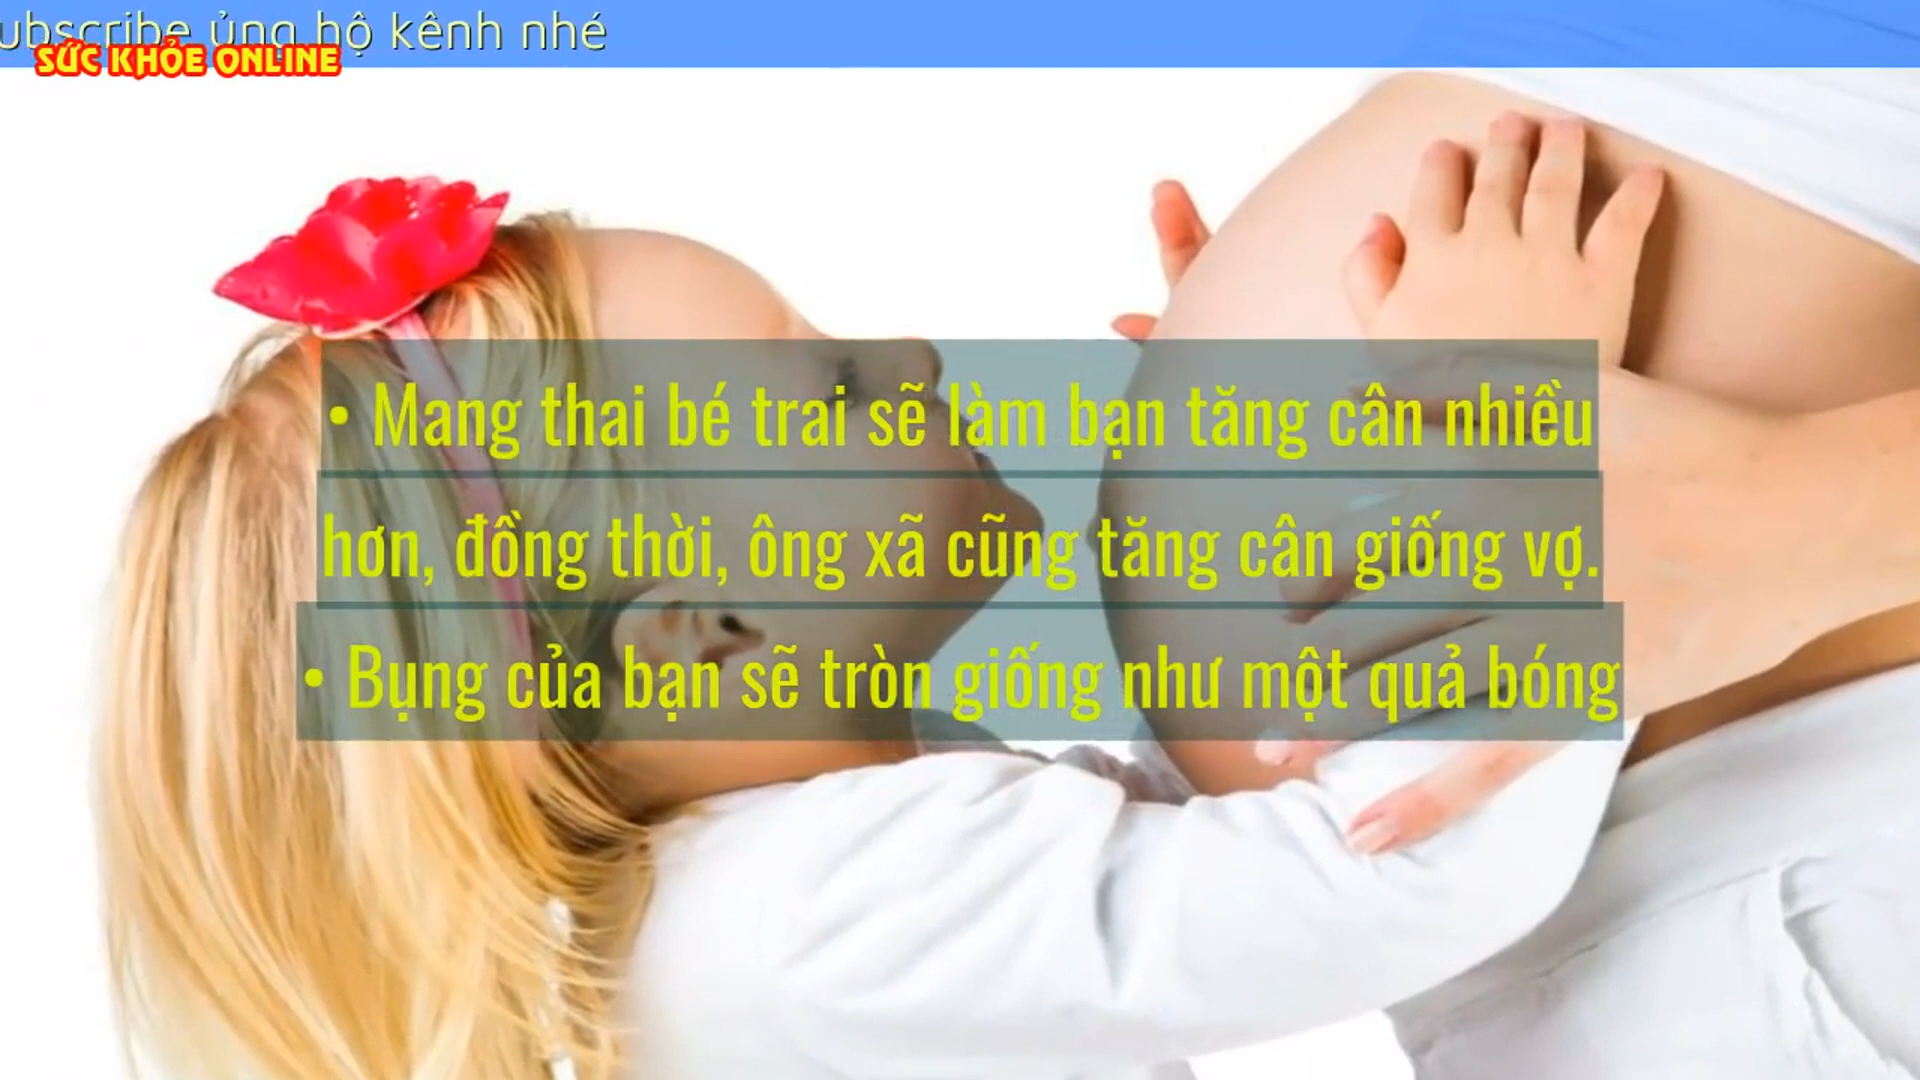 ubscribe ủng hộ kênh nhé
SỨC KHỎE ONLINE
• Mang thai bé trai sẽ làm bạn tăng cân nhiều
hơn, đồng thời, ông xã cũng tăng cân giống vợ.
• Bụng của bạn sẽ tròn giống như một quả bóng